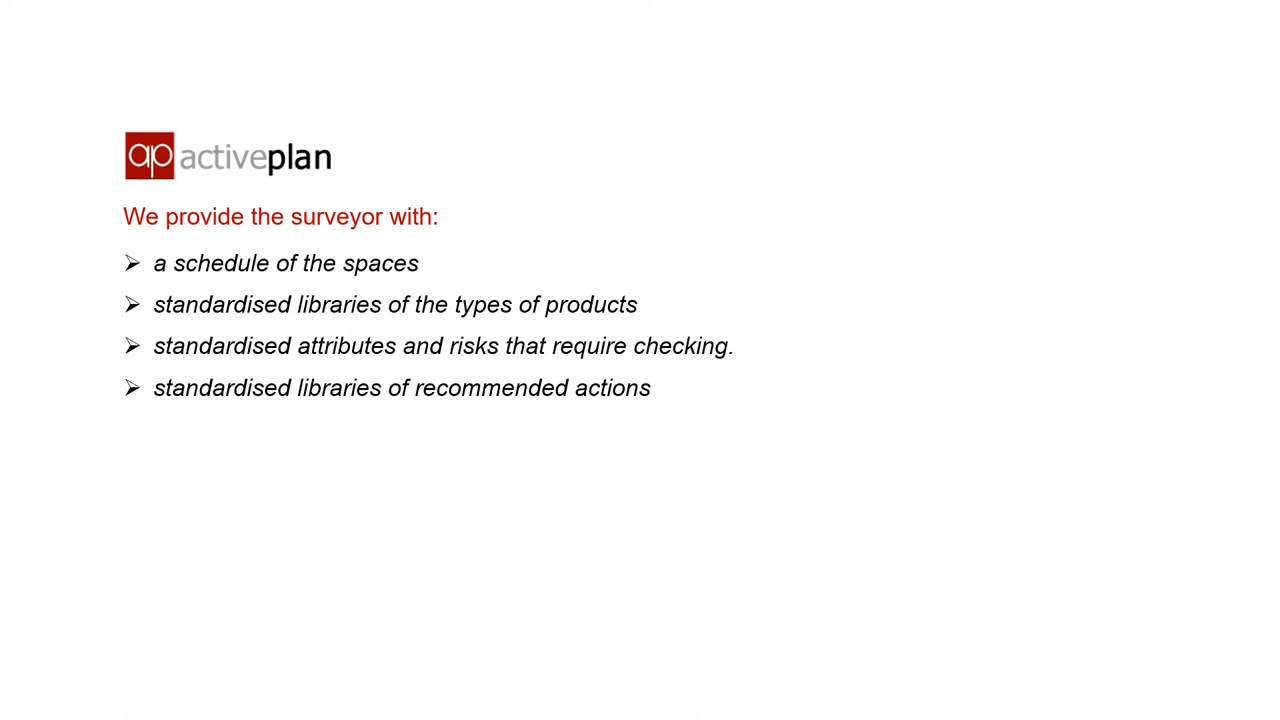 ap activeplan
We provide the surveyor with:
a schedule of the spaces
standardised libraries of the types of products
standardised attributes and risks that require checking.
standardised libraries of recommended actions